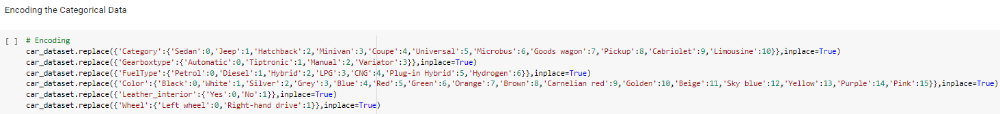 Encoding the Categorical Data
[ ] # Encoding
car_dataset.replace({'Category':{'Sedan':0,'Jeep':1,'Hatchback':2,'Minivan':3,'Coupe':4,'Universal':5,'Microbus':6,'Goods wagon':7,'Pickup':8,'Cabriolet':9,'Limousine':10}},inplace=True)
car_dataset.replace({'Gearboxtype':{'Automatic':0,'Tiptronic':1,'Manual':2,'Variator':3}},inplace=True)
car_dataset.replace({'FuelType':{'Petrol':0,'Diesel':1,'Hybrid':2,'LPG':3,'CNG':4,'Plug-in Hybrid':5,'Hydrogen':6}},inplace=True)
car_dataset.replace({'Color':{'Black':0,'White':1,'Silver':2,'Grey':3,'Blue':4,'Red':5,'Green':6,'Orange':7,'Brown':8,'Carnelian red':9,'Golden':10,'Beige':11,'Sky blue':12,'Yellow':13,'Purple':14,'Pink':15}},inplace=True)
car_dataset.replace({'Leather_interior':{'Yes':0,'No':1}},inplace=True)
car_dataset.replace({'Wheel':{'Left wheel':0,'Right-hand drive':1}},inplace=True)